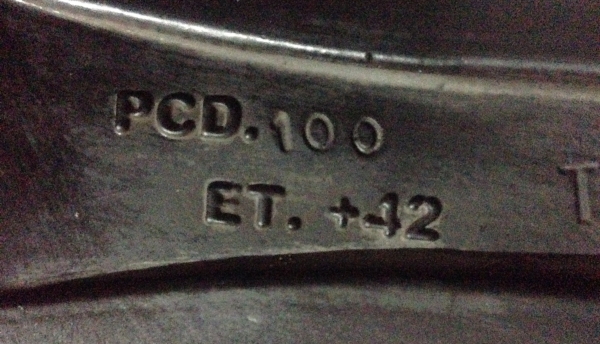 PCD.100
ET. +42
T